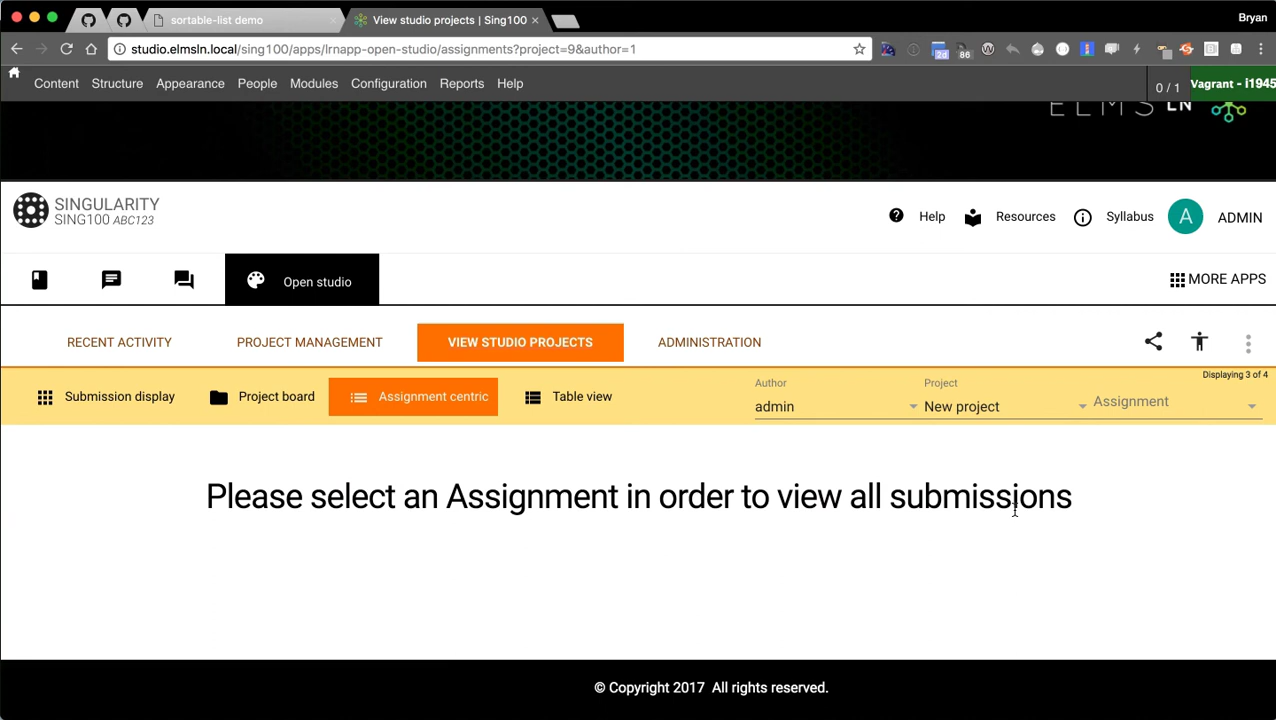 Bryan
sortable-list demo
View studio projects | Sing100
studio.elmsln.local/sing100/apps/lrnapp-open-studio/assignments?project=9&author=1
2d
86
Content Structure Appearance People Modules Configuration Reports Help
0 / 1
Vagrant - i1945
ELMS LN
SINGULARITY
SING100 ABC123
Help Resources Syllabus A ADMIN
Open studio
MORE APPS
RECENT ACTIVITY PROJECT MANAGEMENT VIEW STUDIO PROJECTS ADMINISTRATION
Displaying 3 of 4
Submission display Project board Assignment centric Table view
Author Project
admin New project Assignment
Please select an Assignment in order to view all submissions
© Copyright 2017 All rights reserved.